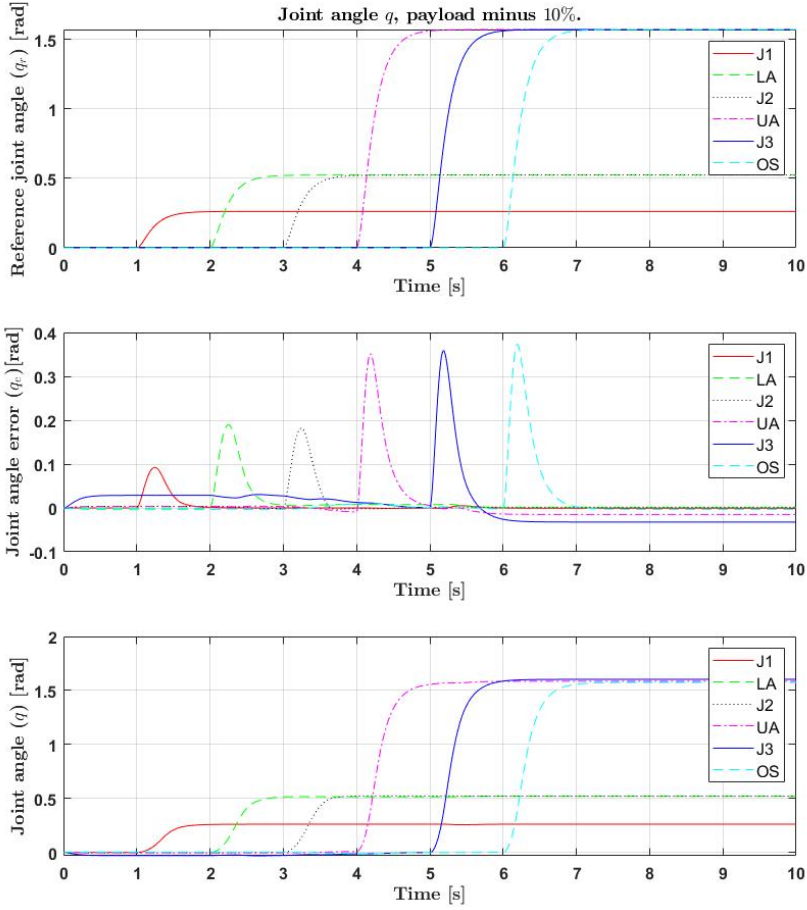 Joint angle q, payload minus 10%.
Reference joint angle (qr) [rad]
1.5
1
0.5
0
0 1 2 3 4 5 6 7 8 9 10
Time [s]
J1
LA
J2
UA
J3
OS
Joint angle error (qe)[rad]
0.4
0.3
0.2
0.1
0
-0.1
0 1 2 3 4 5 6 7 8 9 10
Time [s]
J1
LA
J2
UA
J3
OS
Joint angle (q) [rad]
2
1.5
1
0.5
0
0 1 2 3 4 5 6 7 8 9 10
Time [s]
J1
LA
J2
UA
J3
OS